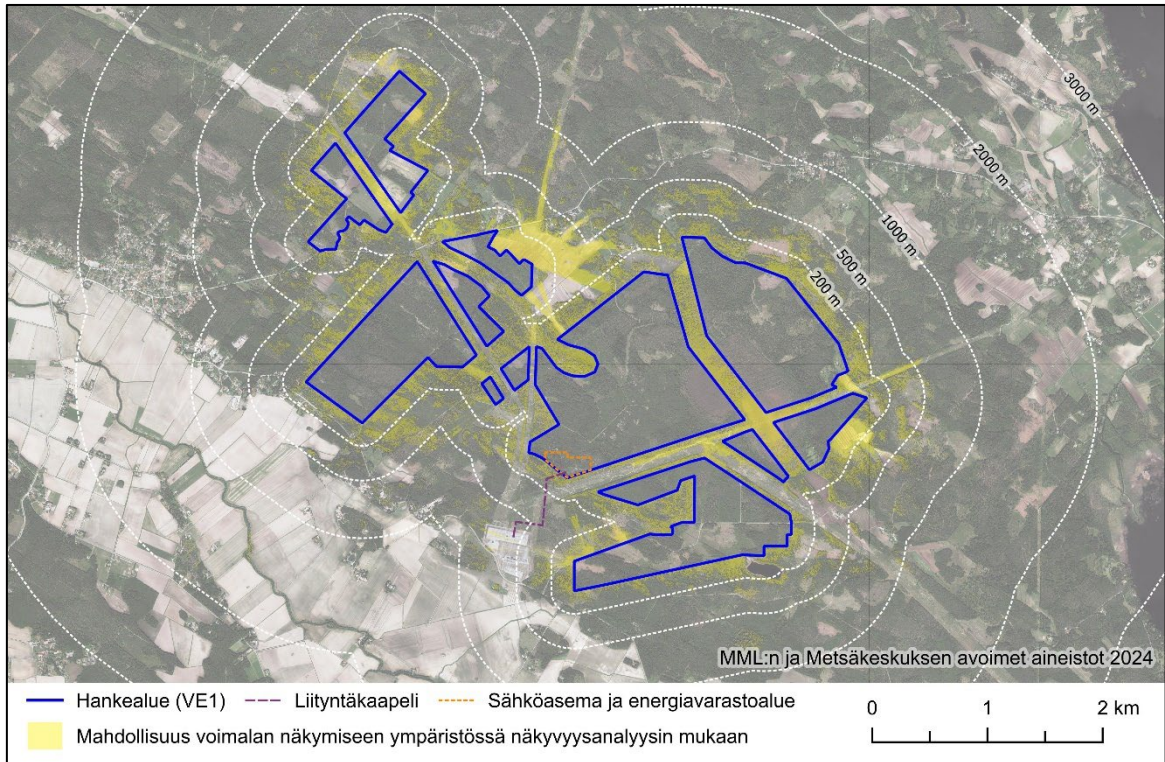 3000 m
2000 m
1000 m
500 m
200 m
MML:n ja Metsäkeskuksen avoimet aineistot 2024
Hankealue (VE1) Liityntäkaapeli Sähköasema ja energiavarastoalue
Mahdollisuus voimalan näkymiseen ympäristössä näkyvyysanalyysin mukaan
0 1 2 km